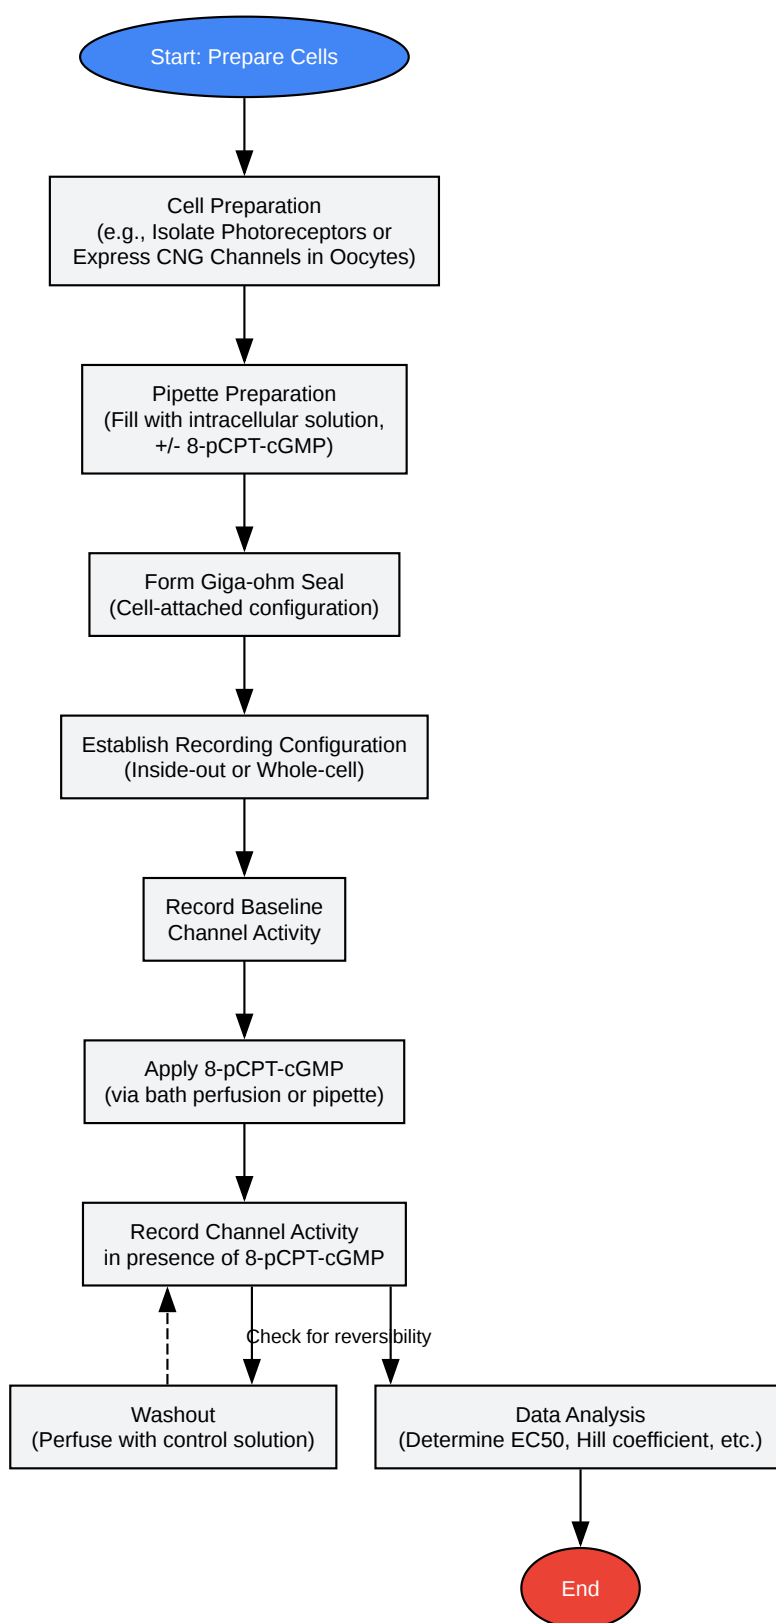 Start: Prepare Cells
Cell Preparation
(e.g., Isolate Photoreceptors or
Express CNG Channels in Oocytes)
Pipette Preparation
(Fill with intracellular solution,
+/- 8-pCPT-cGMP)
Form Giga-ohm Seal
(Cell-attached configuration)
Establish Recording Configuration
(Inside-out or Whole-cell)
Record Baseline
Channel Activity
Apply 8-pCPT-cGMP
(via bath perfusion or pipette)
Record Channel Activity
in presence of 8-pCPT-cGMP
Check for reversibility
Washout
(Perfuse with control solution)
Data Analysis
(Determine EC50, Hill coefficient, etc.)
End